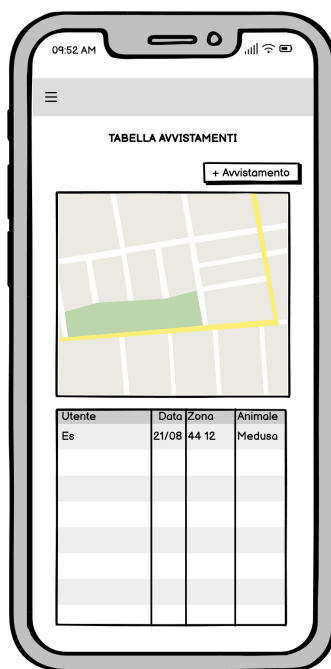 09:52 AM
TABELLA AVVISTAMENTI
+ Avvistamento
Utente Data Zona Animale
Es 21/08 44 12 Medusa